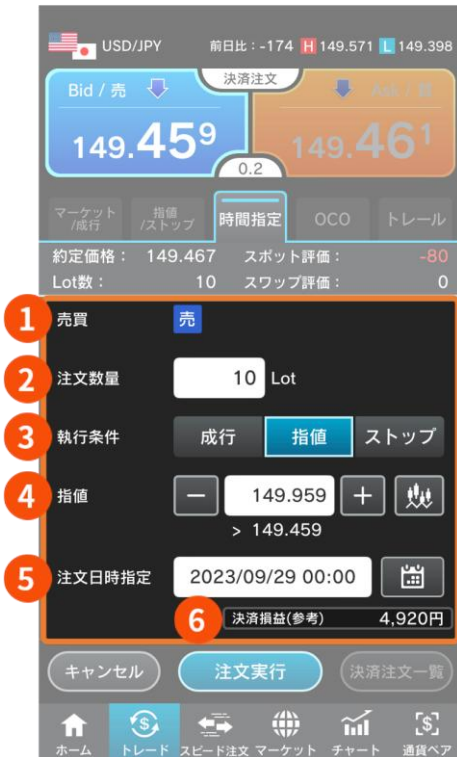 USD/JPY 前日比：-174 H 149.571 L 149.398
決済注文
Bid / 売 Ask / 買
149.459 149.461
0.2
マーケット/成行 指値/ストップ 時間指定 OCO トレール
約定価格： 149.467 スポット評価： -80
Lot数： 10 スワップ評価： 0
1 売買 売
2 注文数量 10 Lot
3 執行条件 成行 指値 ストップ
4 指値 − 149.959 +
> 149.459
5 注文日時指定 2023/09/29 00:00
6 決済損益(参考) 4,920円
キャンセル 注文実行 決済注文一覧
ホーム トレード スピード注文 マーケット チャート 通貨ペア